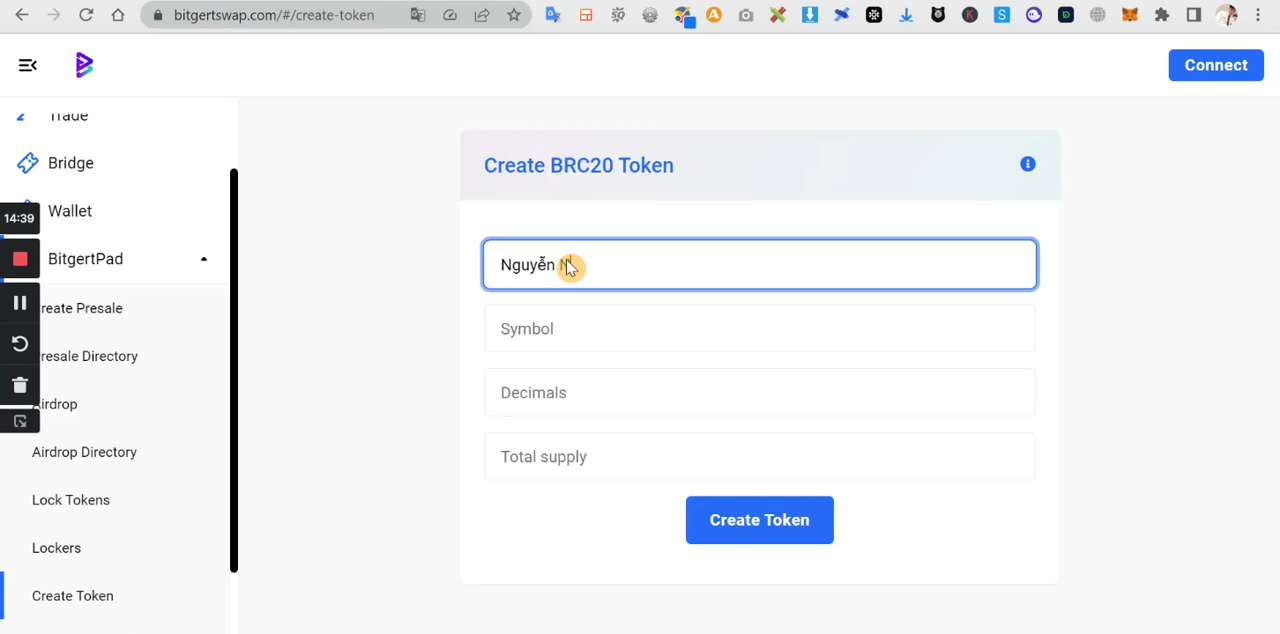 bitgertswap.com/#/create-token
Connect
Trade
Bridge
Wallet
14:39
BitgertPad
reate Presale
resale Directory
irdrop
Airdrop Directory
Lock Tokens
Lockers
Create Token
Create BRC20 Token
Nguyễn N
Symbol
Decimals
Total supply
Create Token